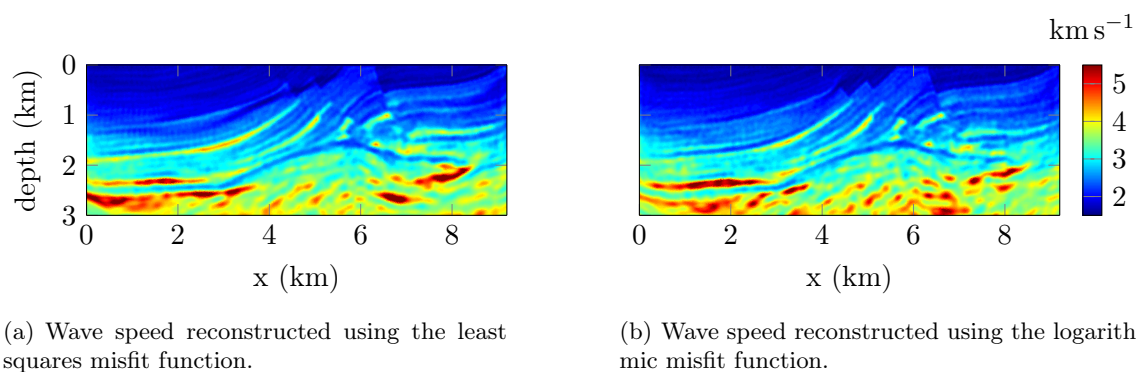 km s⁻¹
0
1
2
3
depth (km)
0 2 4 6 8
x (km)
0 2 4 6 8
x (km)
5
4
3
2
(a) Wave speed reconstructed using the least
squares misfit function.
(b) Wave speed reconstructed using the logarith
mic misfit function.